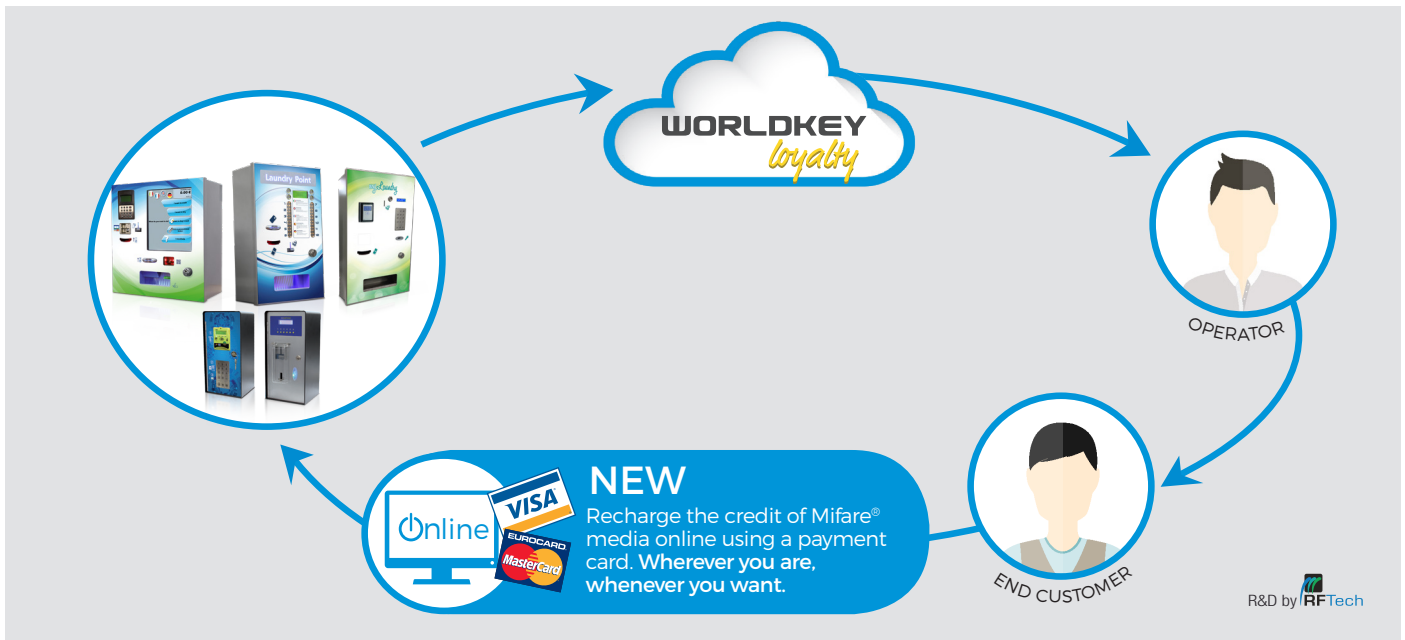 WORLDKEY
loyalty
Laundry Point
Laundry
OPERATOR
NEW
Recharge the credit of Mifare®
media online using a payment
card. Wherever you are,
whenever you want.
Online
VISA
EUROCARD
MasterCard
END CUSTOMER
R&D by RFTech